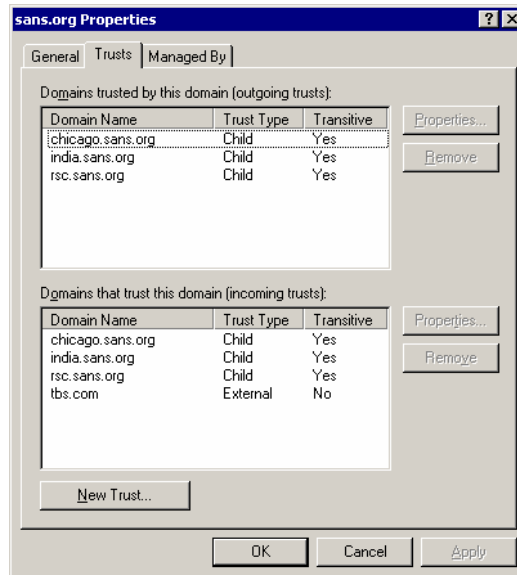 sans.org Properties
General Trusts Managed By
Domains trusted by this domain (outgoing trusts):
Domain Name Trust Type Transitive
chicago.sans.org Child Yes
india.sans.org Child Yes
rsc.sans.org Child Yes
Properties...
Remove
Domains that trust this domain (incoming trusts):
Domain Name Trust Type Transitive
chicago.sans.org Child Yes
india.sans.org Child Yes
rsc.sans.org Child Yes
tbs.com External No
Properties...
Remove
New Trust...
OK Cancel Apply